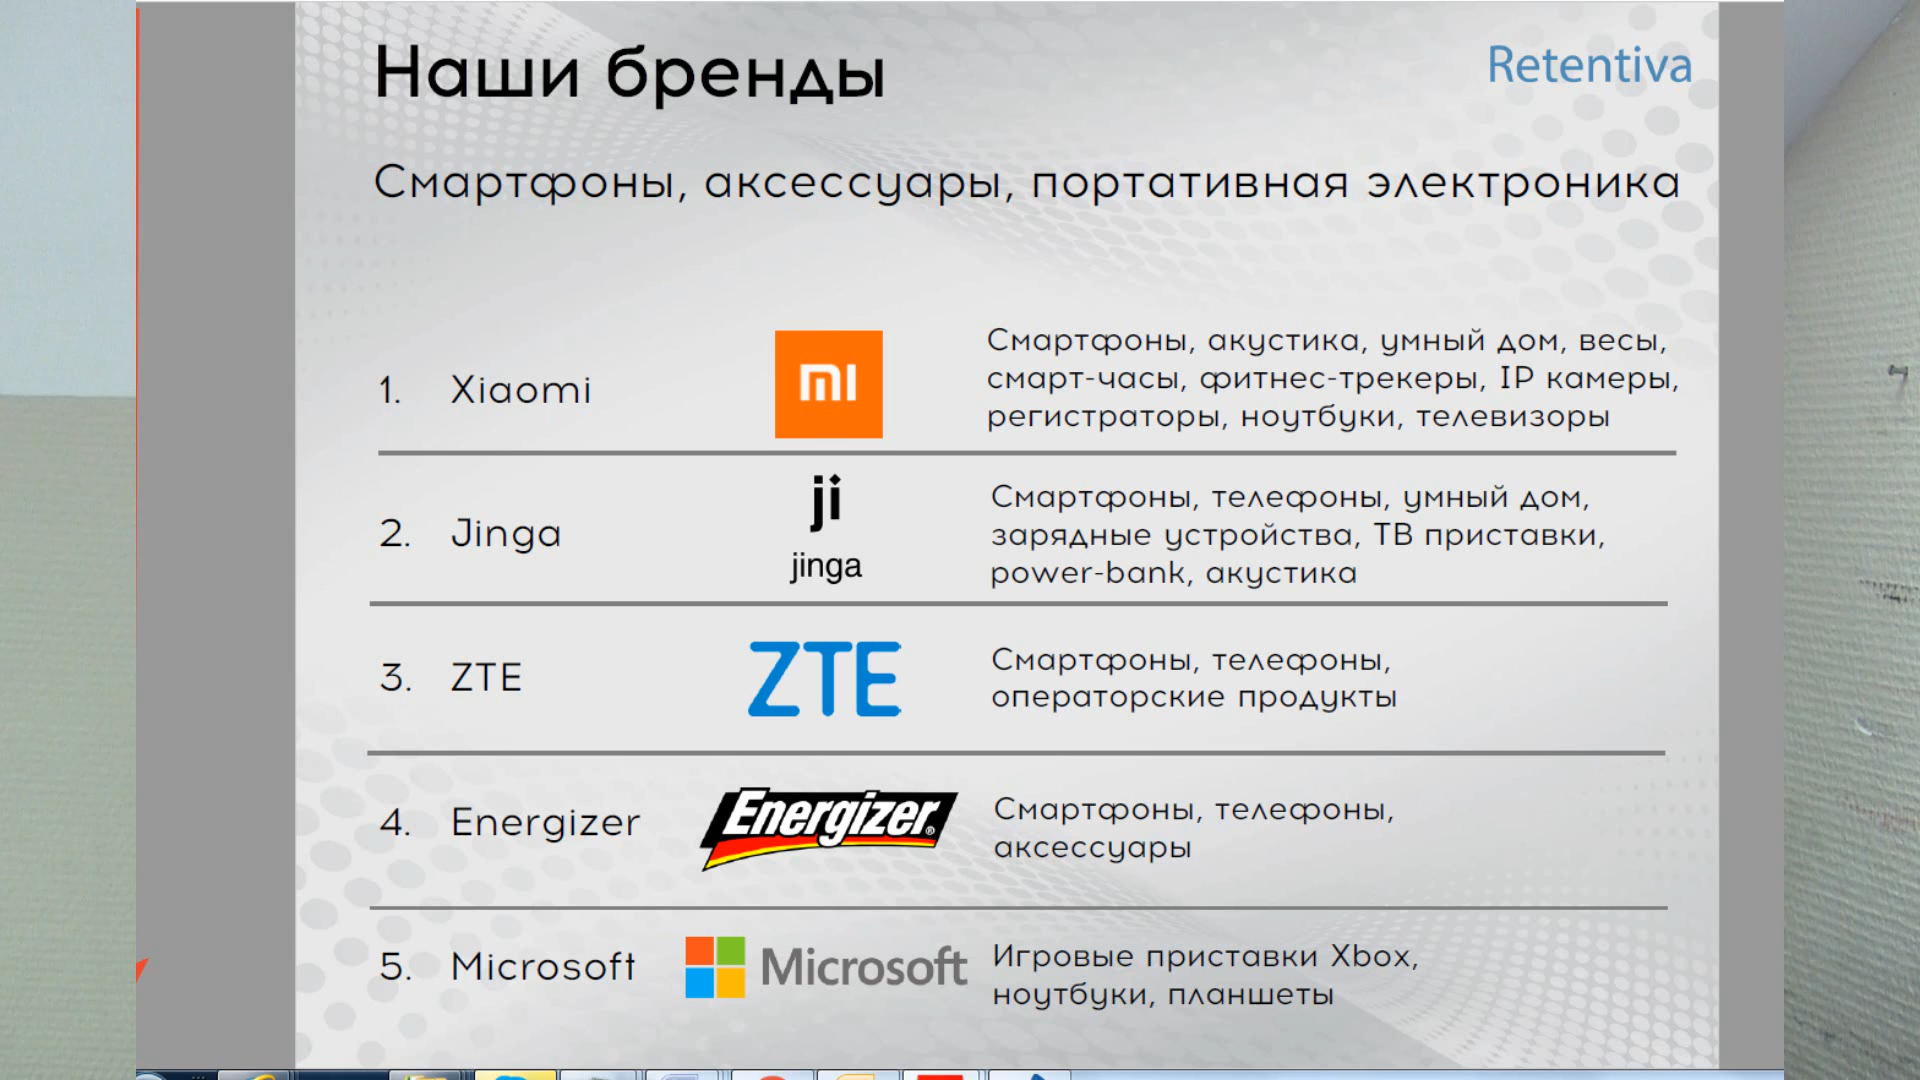 Наши бренды
Retentiva
Смартфоны, аксессуары, портативная электроника
1. Xiaomi
mi
Смартфоны, акустика, умный дом, весы,
смарт-часы, фитнес-трекеры, IP камеры,
регистраторы, ноутбуки, телевизоры
2. Jinga
ji
jinga
Смартфоны, телефоны, умный дом,
зарядные устройства, ТВ приставки,
power-bank, акустика
3. ZTE
ZTE
Смартфоны, телефоны,
операторские продукты
4. Energizer
Energizer®
Смартфоны, телефоны,
аксессуары
5. Microsoft
Microsoft
Игровые приставки Xbox,
ноутбуки, планшеты